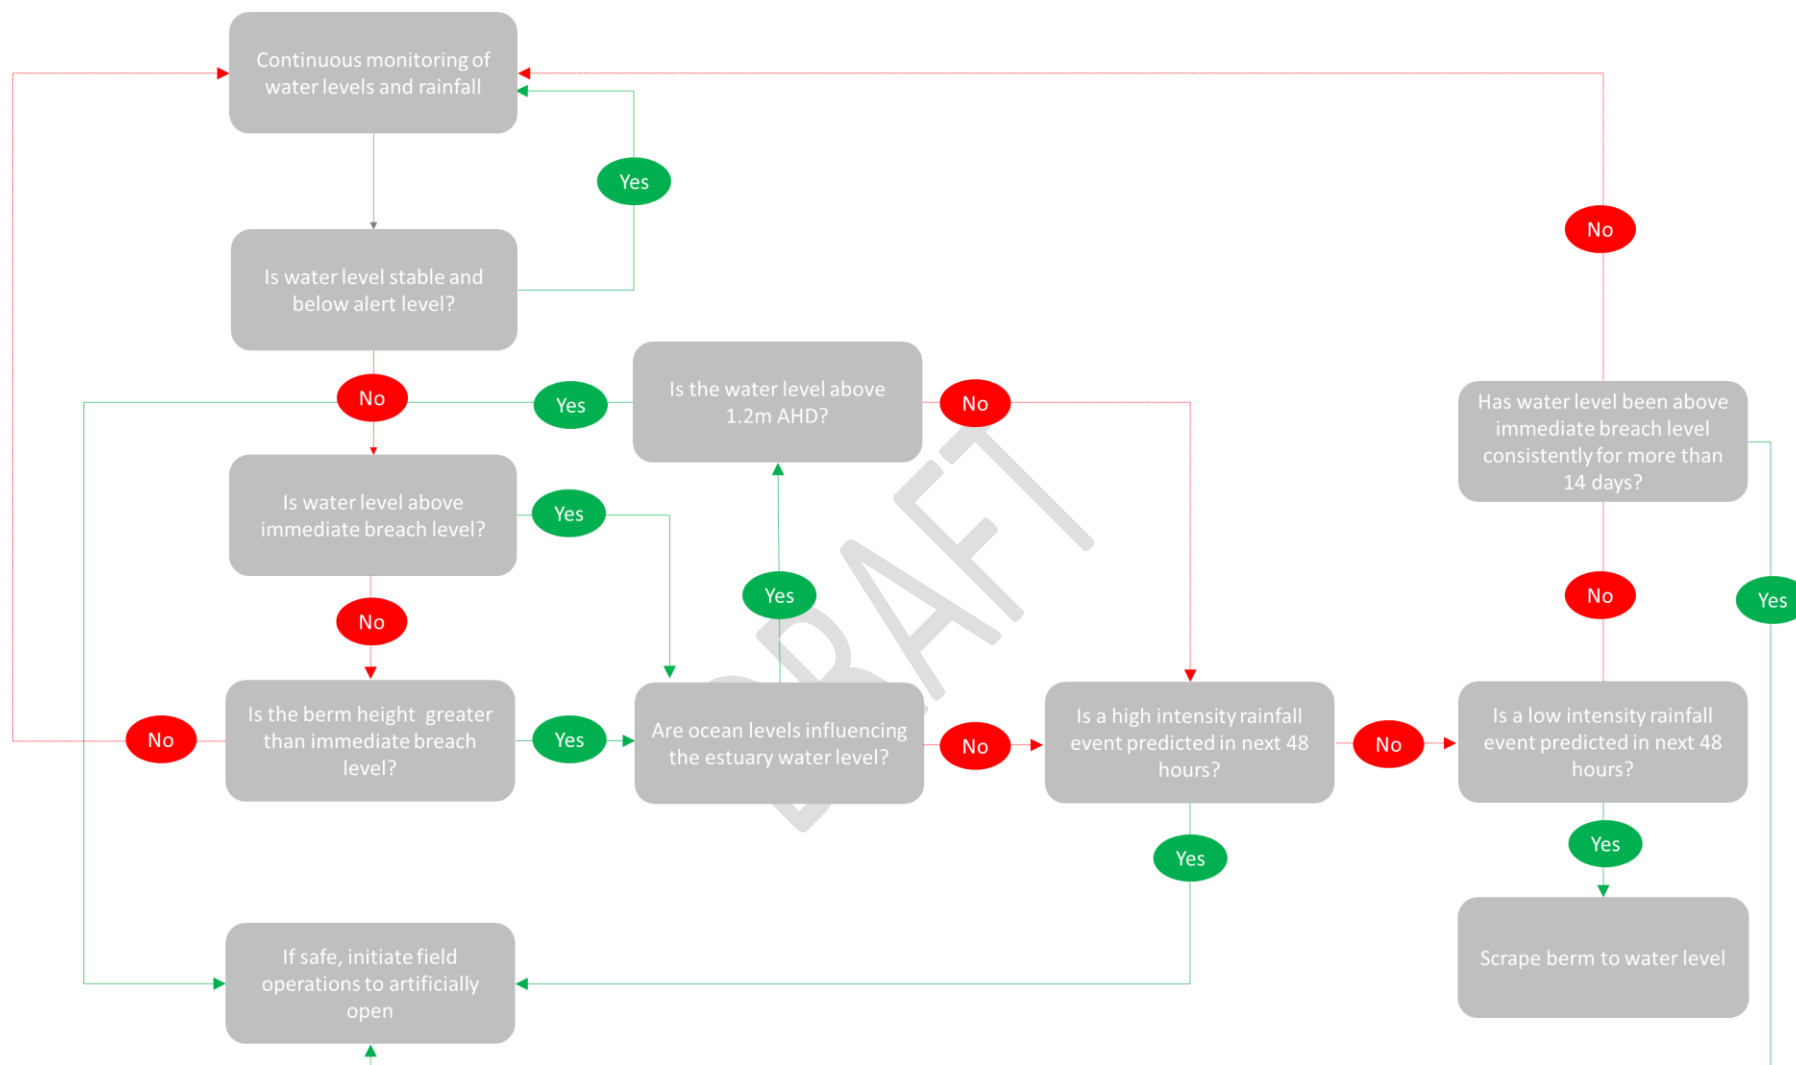 Continuous monitoring of
water levels and rainfall
Yes
No
Is water level stable and
below alert level?
No
Yes
Is the water level above
1.2m AHD?
No
Has water level been above
immediate breach level
consistently for more than
14 days?
Is water level above
immediate breach level?
Yes
Yes
No
Yes
No
DRAFT
No
Is the berm height greater
than immediate breach
level?
Yes
Are ocean levels influencing
the estuary water level?
No
Is a high intensity rainfall
event predicted in next 48
hours?
No
Is a low intensity rainfall
event predicted in next 48
hours?
Yes
Yes
If safe, initiate field
operations to artificially
open
Scrape berm to water level